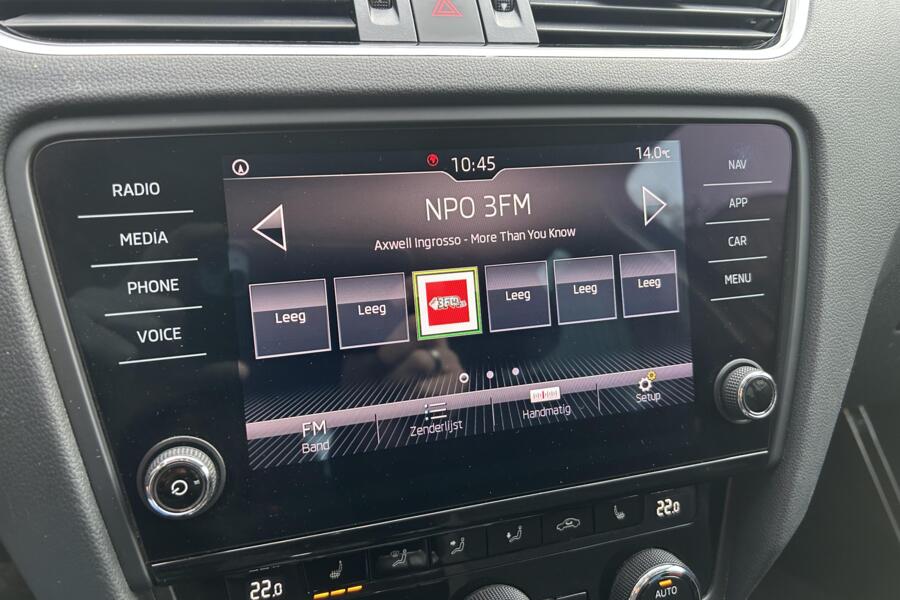 10:45
14.0°C
NPO 3FM
Axwell Ingrosso - More Than You Know
RADIO
MEDIA
PHONE
VOICE
NAV
APP
CAR
MENU
Leeg
Leeg
3FM
Leeg
Leeg
Leeg
FM
Band
Zenderlijst
Handmatig
Setup
22.0
22.0
AUTO